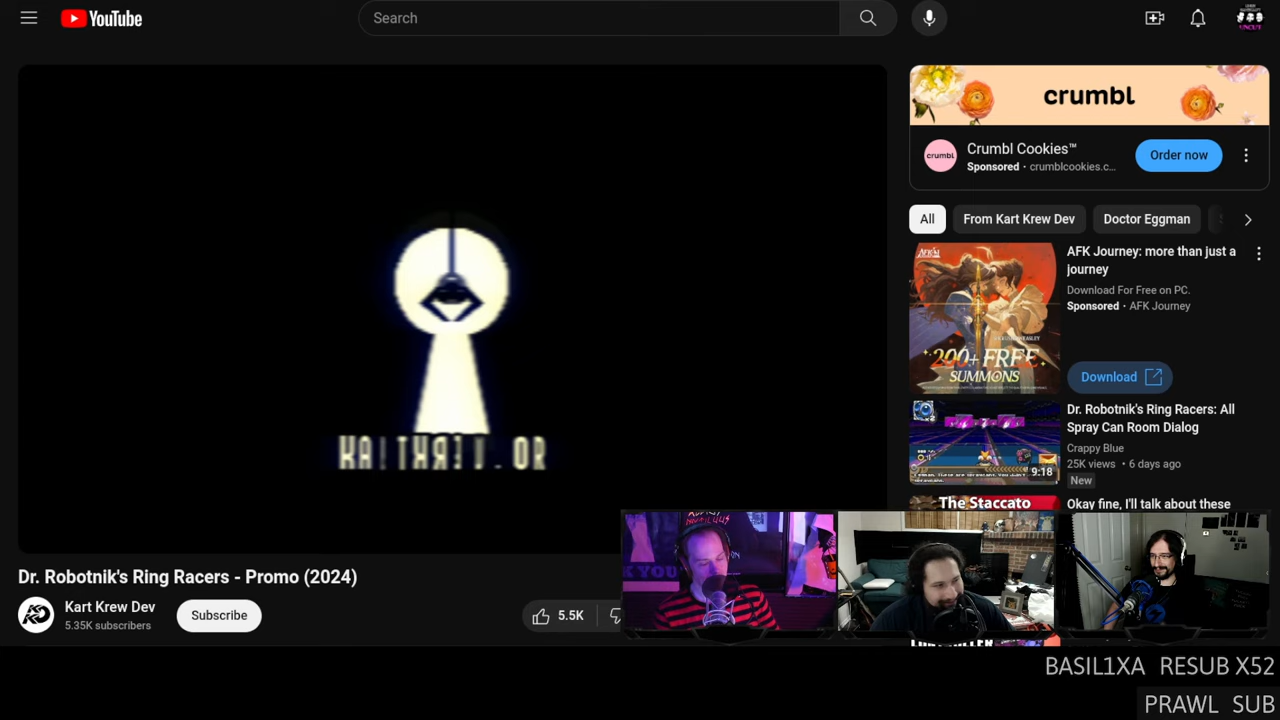 YouTube
Search
HAITHЯƎU.OR
crumbl
crumbl
Crumbl Cookies™
Sponsored · crumblcookies.c...
Order now
All
From Kart Krew Dev
Doctor Eggman
AFK Journey: more than just a journey
Download For Free on PC.
Sponsored · AFK Journey
200+ FREE
SUMMONS
Download
Dr. Robotnik's Ring Racers: All
Spray Can Room Dialog
Crappy Blue
25K views · 6 days ago
New
9:18
The Staccato
Okay fine, I'll talk about these
Dr. Robotnik's Ring Racers - Promo (2024)
Kart Krew Dev
5.35K subscribers
Subscribe
5.5K
BASIL1XA RESUB X52
PRAWL SUB